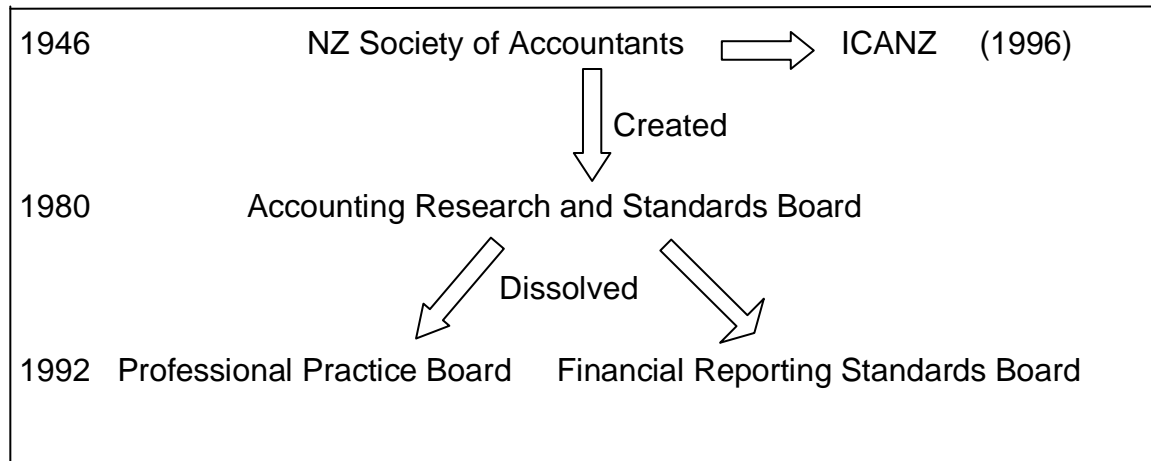 1946 NZ Society of Accountants ICANZ (1996)
Created
1980 Accounting Research and Standards Board
Dissolved
1992 Professional Practice Board Financial Reporting Standards Board